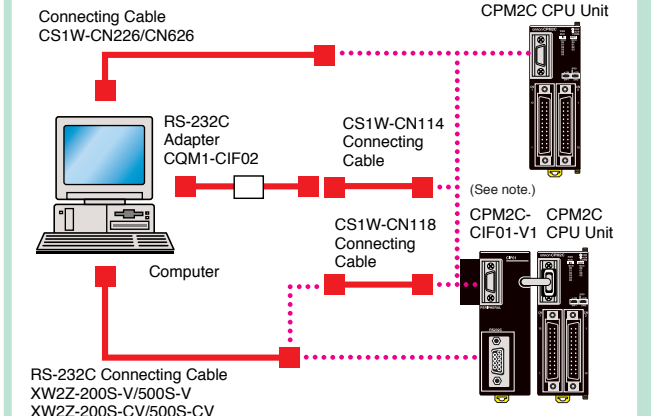 Connecting Cable
CS1W-CN226/CN626
CPM2C CPU Unit
RS-232C
Adapter
CQM1-CIF02
CS1W-CN114
Connecting
Cable
(See note.)
CPM2C-
CIF01-V1
CPM2C
CPU Unit
CS1W-CN118
Connecting
Cable
Computer
CIF01
PERIPHERAL
RS-232C Connecting Cable
XW2Z-200S-V/500S-V
XW2Z-200S-CV/500S-CV